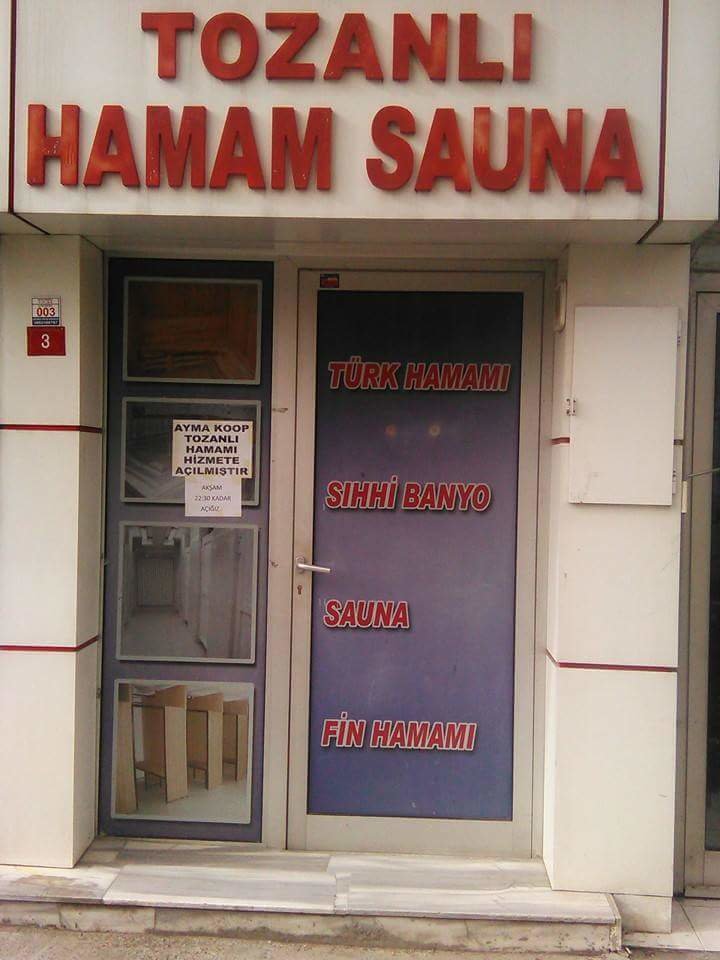 TOZANLI
HAMAM SAUNA
003
3
AYMA KOOP
TOZANLI
HAMAMI
HİZMETE
AÇILMIŞTIR
AKŞAM
22:30 KADAR
AÇIĞIZ
TÜRK HAMAMI
SIHHİ BANYO
SAUNA
FİN HAMAMI